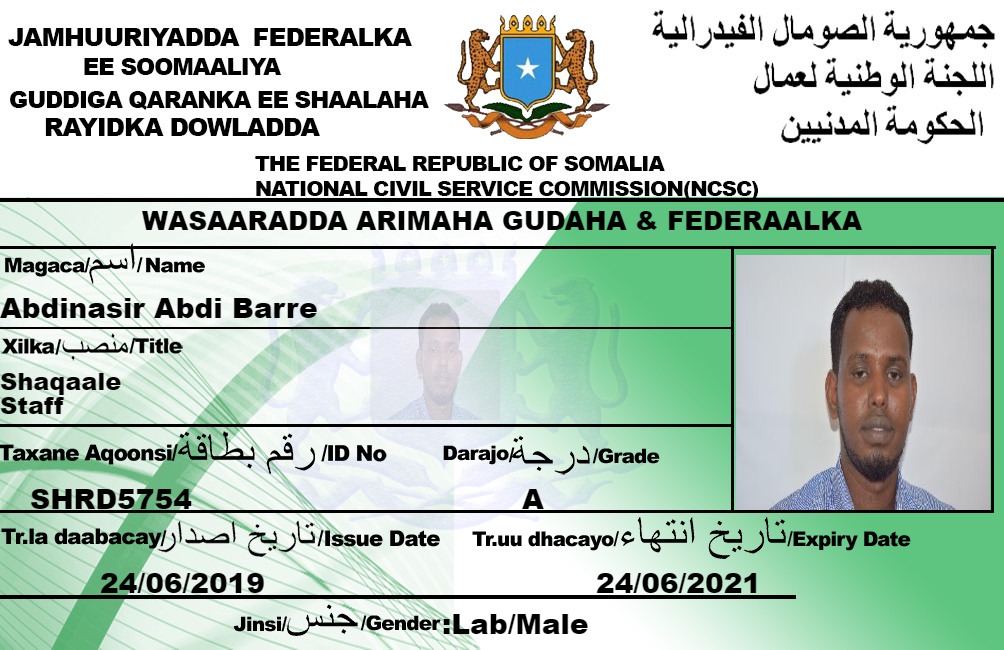 JAMHUURIYADDA FEDERALKA
EE SOOMAALIYA
GUDDIGA QARANKA EE SHAALAHA
RAYIDKA DOWLADDA
جمهورية الصومال الفيدرالية
اللجنة الوطنية لعمال
الحكومة المدنيين
THE FEDERAL REPUBLIC OF SOMALIA
NATIONAL CIVIL SERVICE COMMISSION(NCSC)
WASAARADDA ARIMAHA GUDAHA & FEDERAALKA
Magaca/اسم/Name
Abdinasir Abdi Barre
Xilka/منصب/Title
Shaqaale
Staff
Taxane Aqoonsi/رقم بطاقة/ID No
SHRD5754
Darajo/درجة/Grade
A
Tr.la daabacay/تاريخ اصدار/Issue Date
24/06/2019
Tr.uu dhacayo/تاريخ انتهاء/Expiry Date
24/06/2021
Jinsi/جنس/Gender:Lab/Male